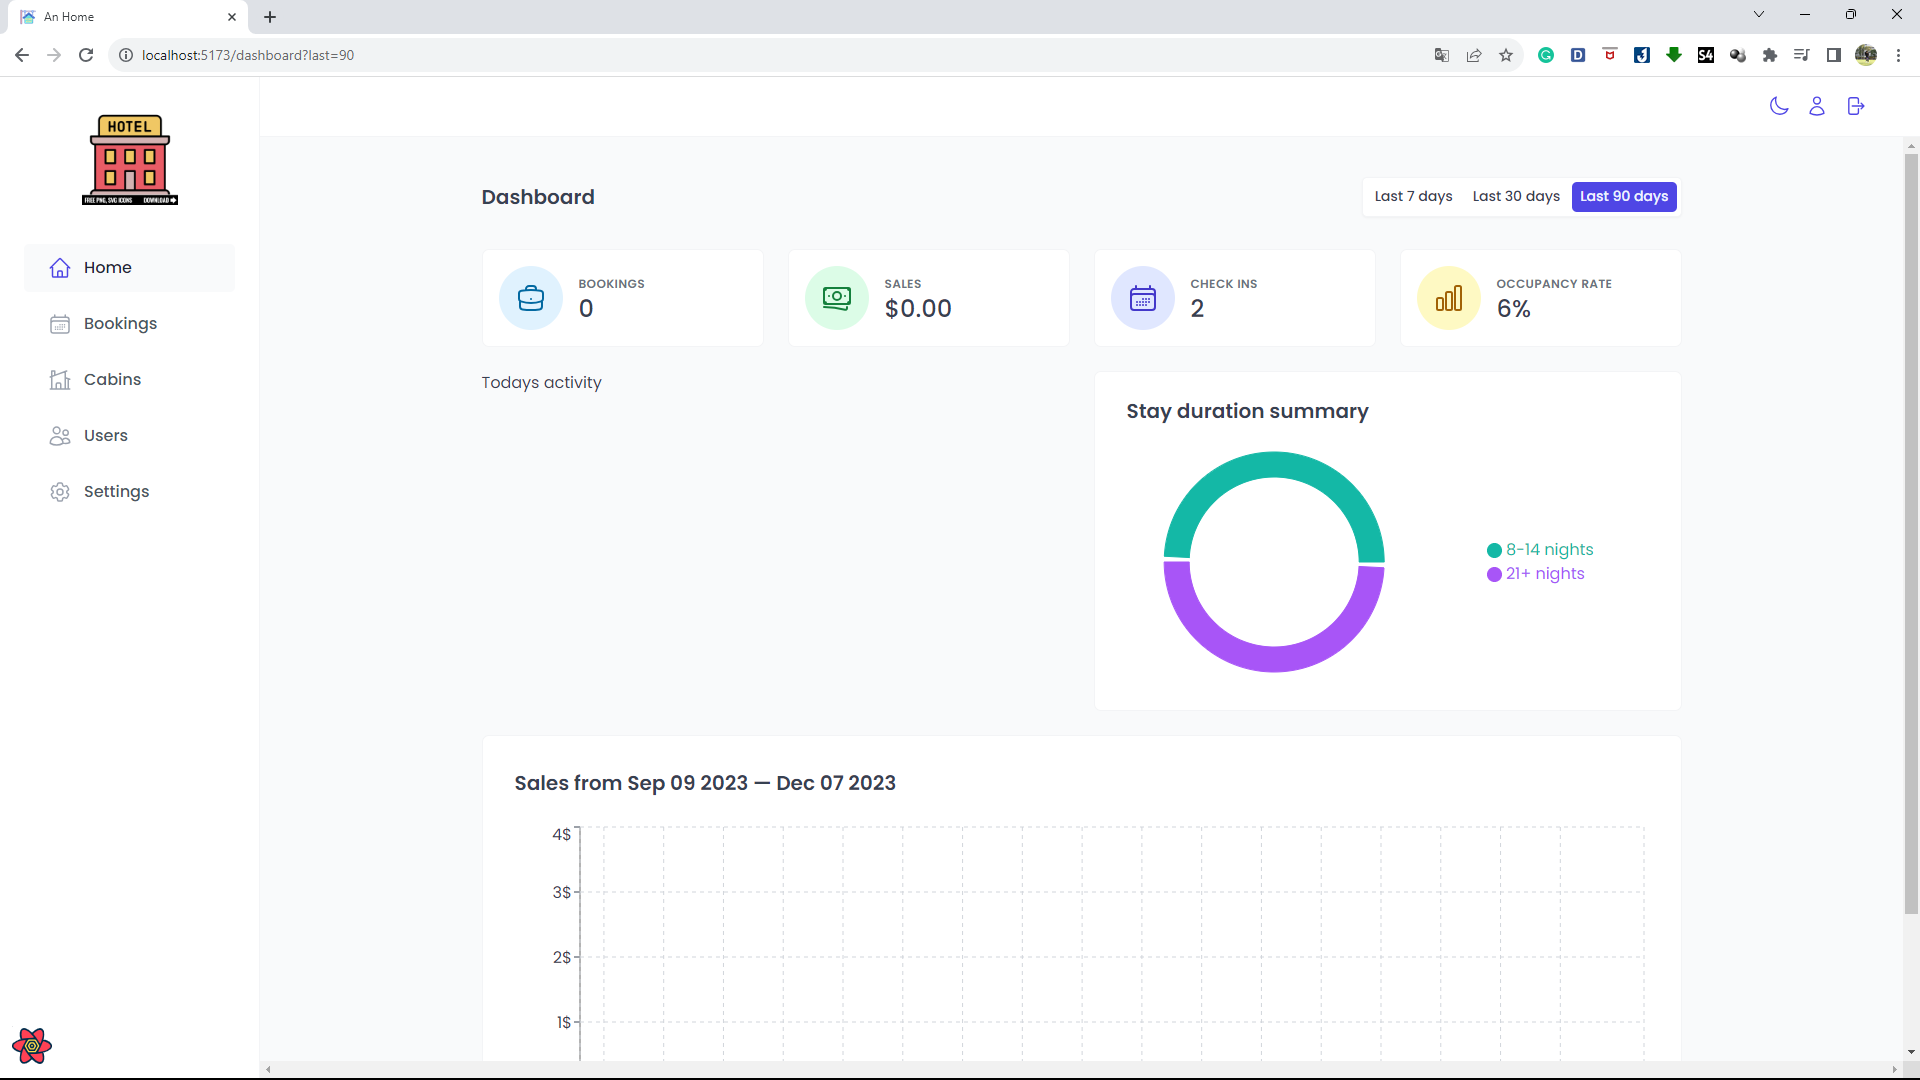 An Home
localhost:5173/dashboard?last=90
S4
HOTEL
FREE PNG, SVG ICONS DOWNLOAD
Home
Bookings
Cabins
Users
Settings
Dashboard
Last 7 days Last 30 days Last 90 days
BOOKINGS
0
SALES
$0.00
CHECK INS
2
OCCUPANCY RATE
6%
Todays activity
Stay duration summary
8-14 nights
21+ nights
Sales from Sep 09 2023 — Dec 07 2023
4$
3$
2$
1$